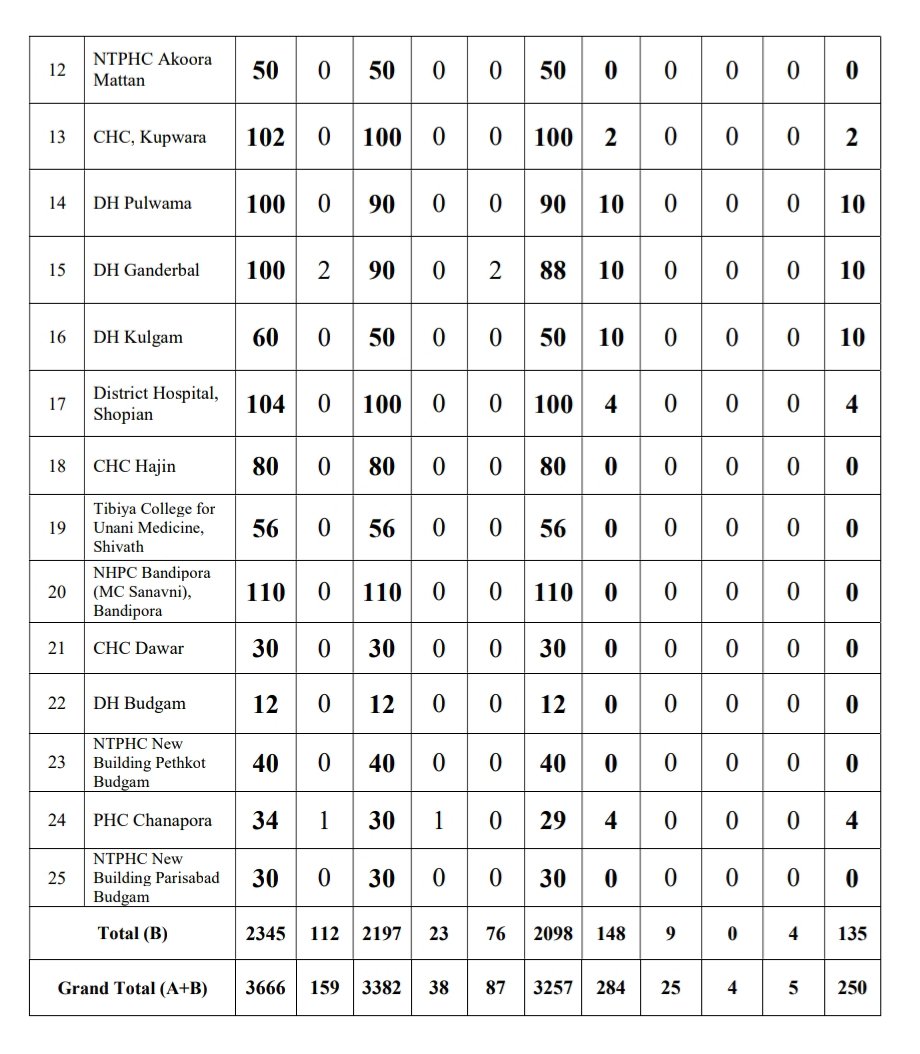 12 NTPHC Akoora Mattan 50 0 50 0 0 50 0 0 0 0 0
13 CHC, Kupwara 102 0 100 0 0 100 2 0 0 0 2
14 DH Pulwama 100 0 90 0 0 90 10 0 0 0 10
15 DH Ganderbal 100 2 90 0 2 88 10 0 0 0 10
16 DH Kulgam 60 0 50 0 0 50 10 0 0 0 10
17 District Hospital, Shopian 104 0 100 0 0 100 4 0 0 0 4
18 CHC Hajin 80 0 80 0 0 80 0 0 0 0 0
19 Tibiya College for Unani Medicine, Shivath 56 0 56 0 0 56 0 0 0 0 0
20 NHPC Bandipora (MC Sanavni), Bandipora 110 0 110 0 0 110 0 0 0 0 0
21 CHC Dawar 30 0 30 0 0 30 0 0 0 0 0
22 DH Budgam 12 0 12 0 0 12 0 0 0 0 0
23 NTPHC New Building Pethkot Budgam 40 0 40 0 0 40 0 0 0 0 0
24 PHC Chanapora 34 1 30 1 0 29 4 0 0 0 4
25 NTPHC New Building Parisabad Budgam 30 0 30 0 0 30 0 0 0 0 0
Total (B) 2345 112 2197 23 76 2098 148 9 0 4 135
Grand Total (A+B) 3666 159 3382 38 87 3257 284 25 4 5 250